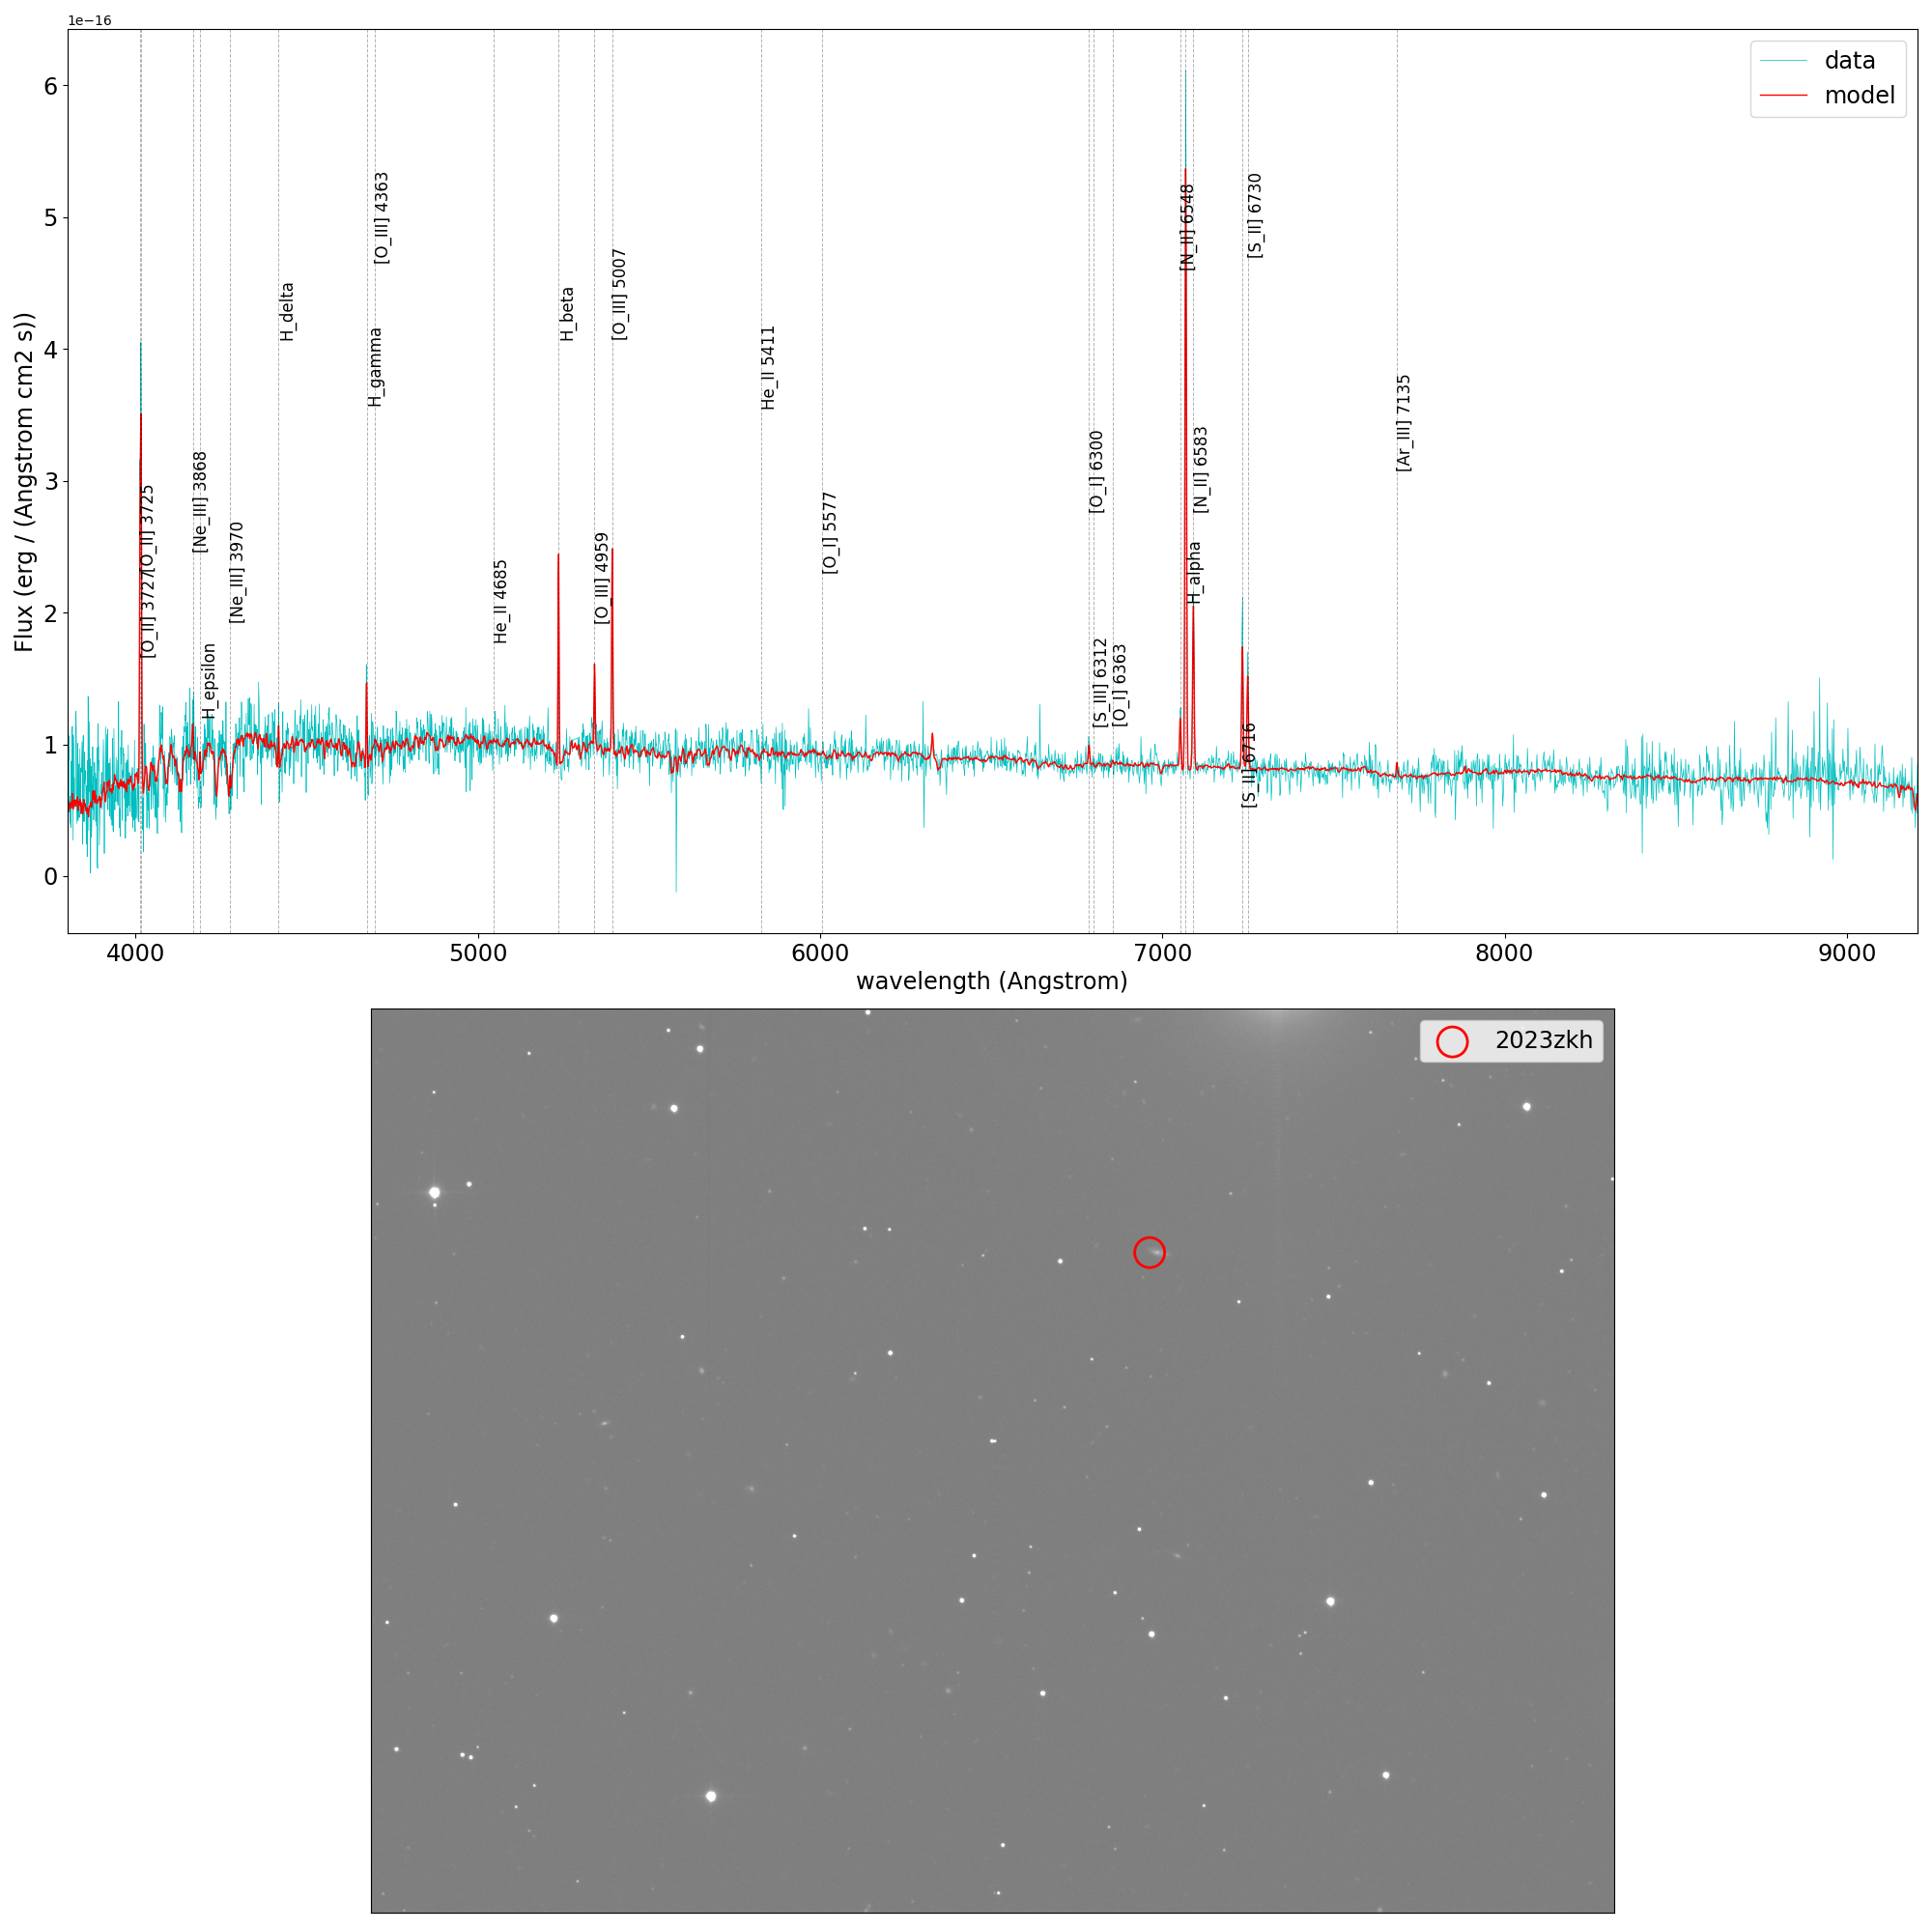 1e−16
data
model
6
5
4
3
2
1
0
Flux (erg / (Angstrom cm2 s))
[O_II] 3727
[O_II] 3725
[Ne_III] 3868
H_epsilon
[Ne_III] 3970
H_delta
H_gamma
[O_III] 4363
He_II 4685
H_beta
[O_III] 4959
[O_III] 5007
He_II 5411
[O_I] 5577
[O_I] 6300
[S_III] 6312
[O_I] 6363
[N_II] 6548
H_alpha
[N_II] 6583
[S_II] 6716
[S_II] 6730
[Ar_III] 7135
4000 5000 6000 7000 8000 9000
wavelength (Angstrom)
2023zkh